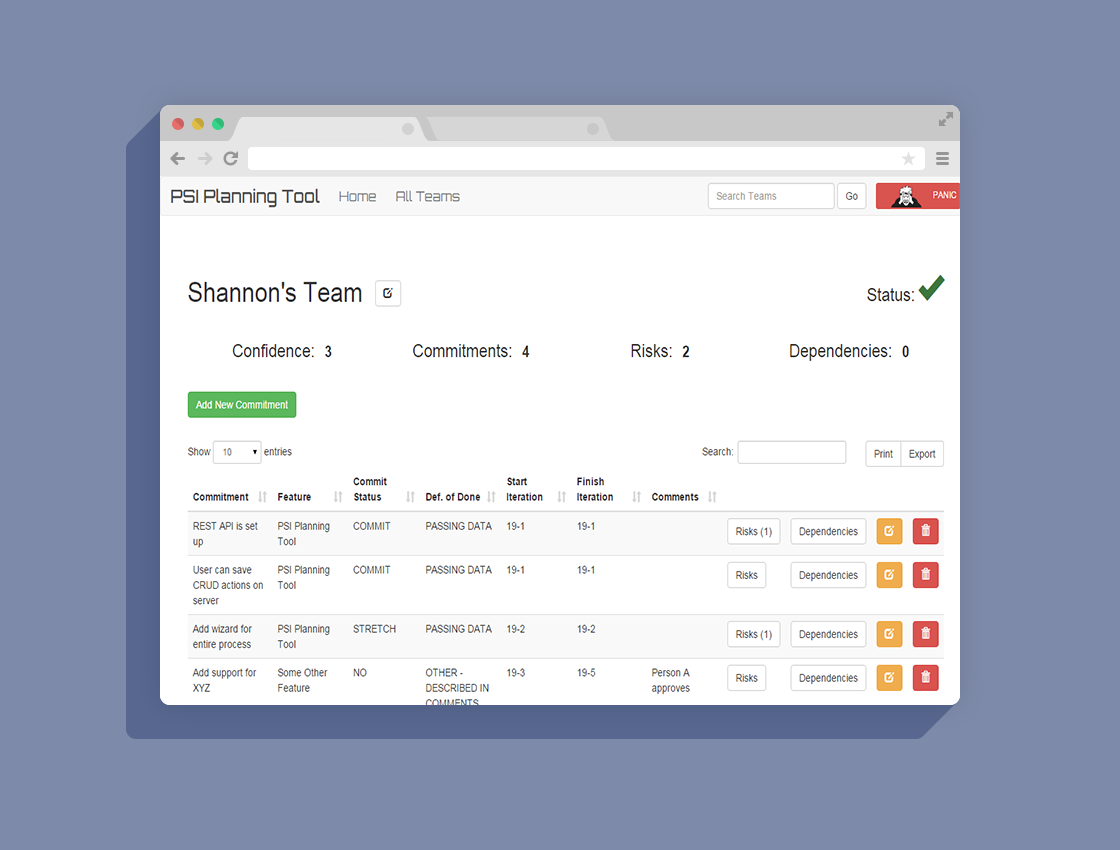 PSI Planning Tool Home All Teams Search Teams Go PANIC
Shannon's Team Status:
Confidence: 3 Commitments: 4 Risks: 2 Dependencies: 0
Add New Commitment
Show 10 entries Search: Print Export
Commit Start Finish
Commitment Feature Status Def. of Done Iteration Iteration Comments
REST API is set PSI Planning COMMIT PASSING DATA 19-1 19-1 Risks (1) Dependencies
up Tool
User can save PSI Planning COMMIT PASSING DATA 19-1 19-1 Risks Dependencies
CRUD actions on Tool
server
Add wizard for PSI Planning STRETCH PASSING DATA 19-2 19-2 Risks (1) Dependencies
entire process Tool
Add support for Some Other NO OTHER - 19-3 19-5 Person A Risks Dependencies
XYZ Feature DESCRIBED IN approves
COMMENTS